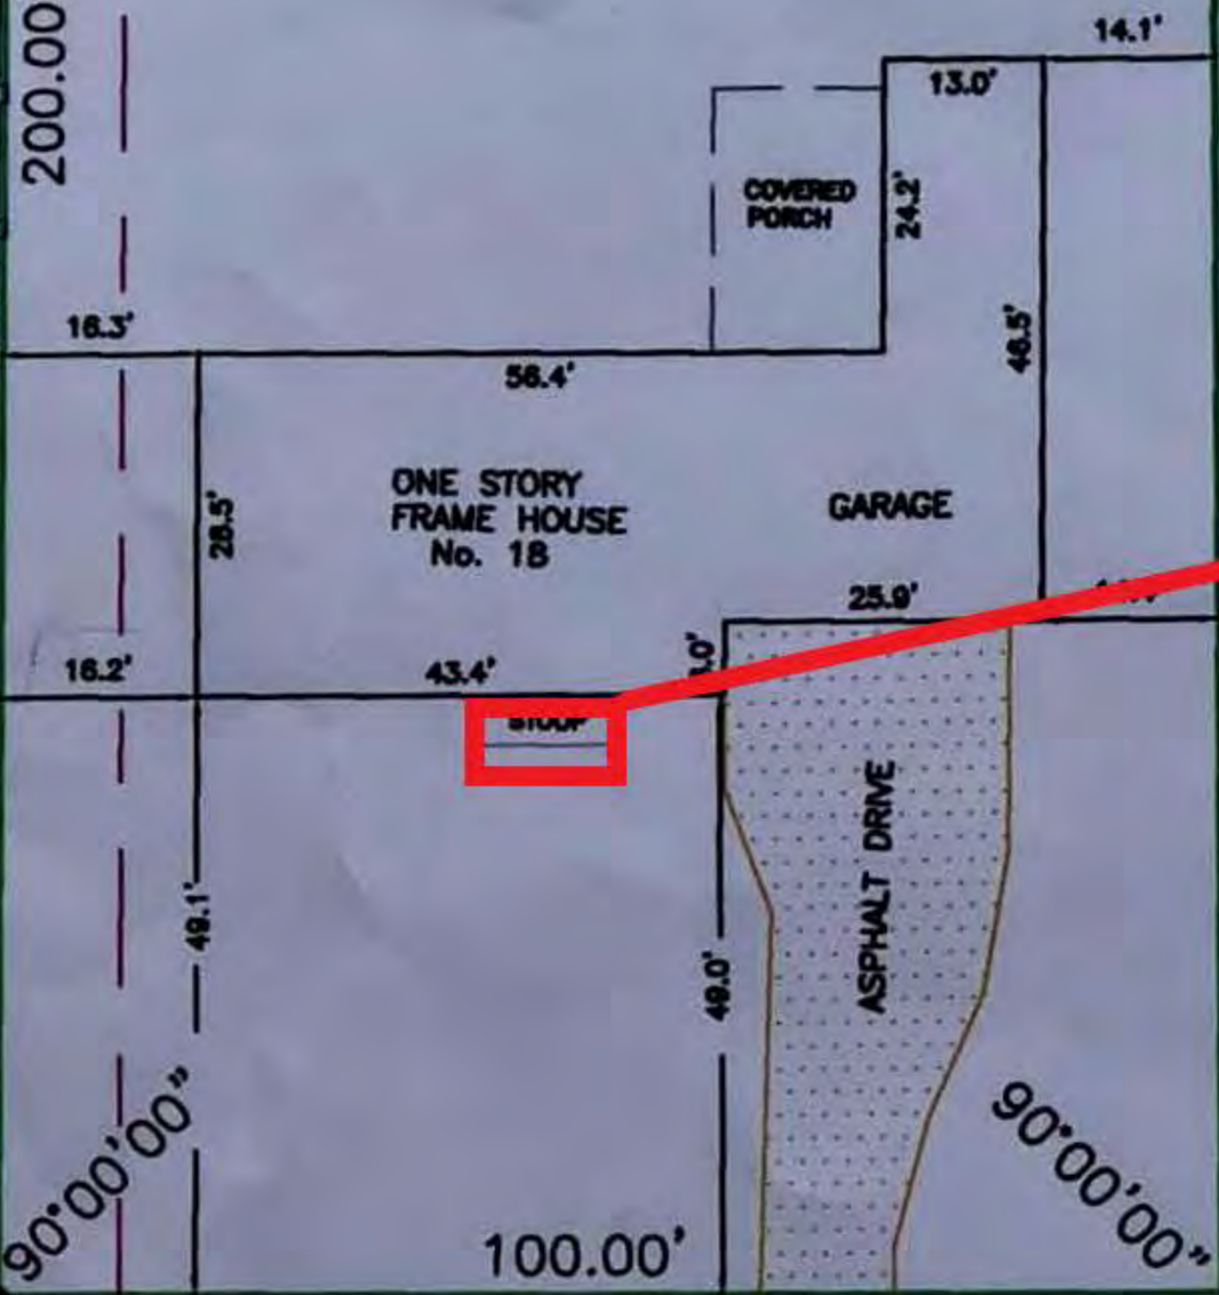 200.00
14.1'
13.0'
COVERED
PORCH
24.2'
16.3'
56.4'
46.5'
ONE STORY
FRAME HOUSE
No. 18
28.5'
GARAGE
25.9'
16.2'
43.4'
STOOP
ASPHALT DRIVE
49.1'
49.0'
90°00'00"
90°00'00"
100.00'